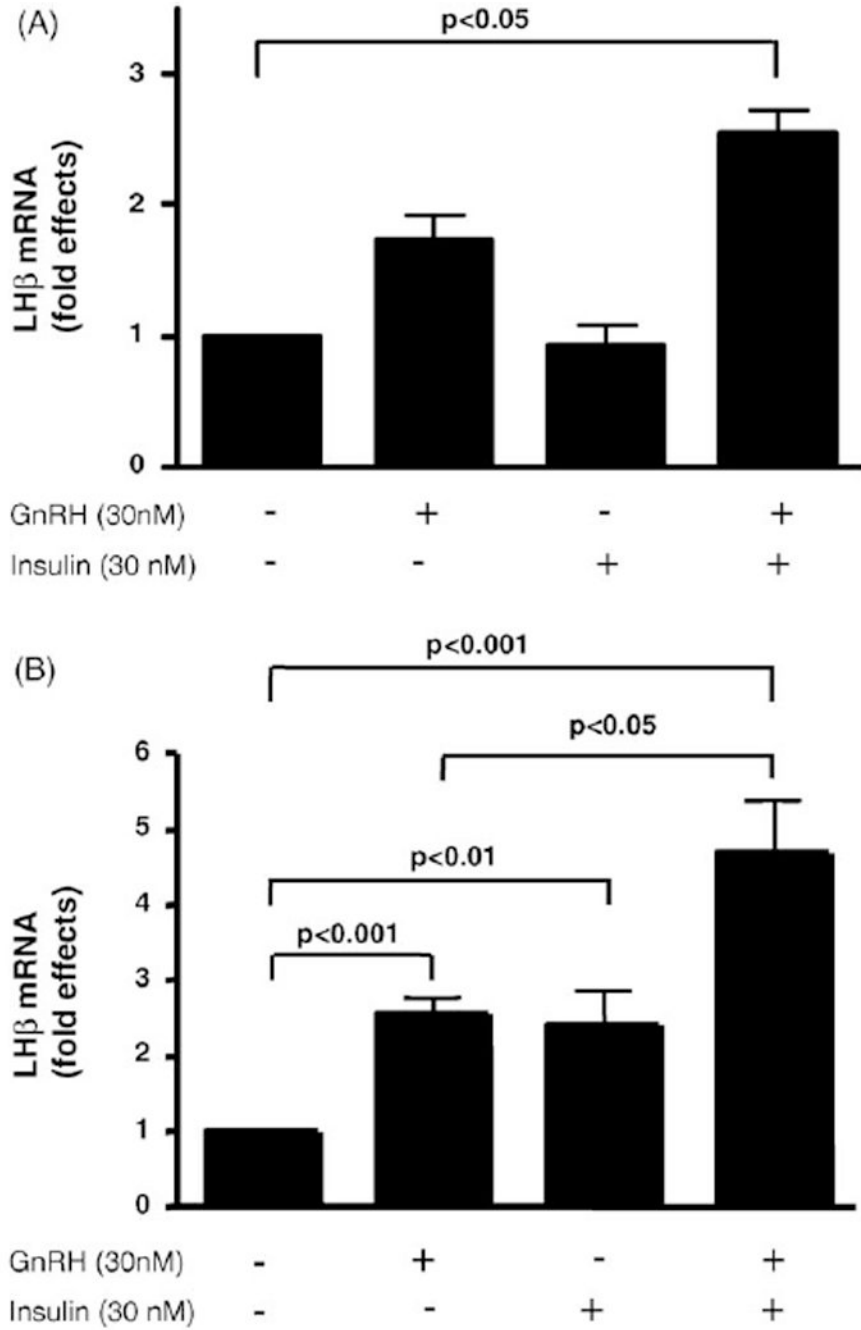 (A)
p<0.05
3
2
1
0
LHβ mRNA
(fold effects)
GnRH (30nM) - + - +
Insulin (30 nM) - - + +
(B)
p<0.001
p<0.05
p<0.01
p<0.001
6
5
4
3
2
1
0
LHβ mRNA
(fold effects)
GnRH (30nM) - + - +
Insulin (30 nM) - - + +